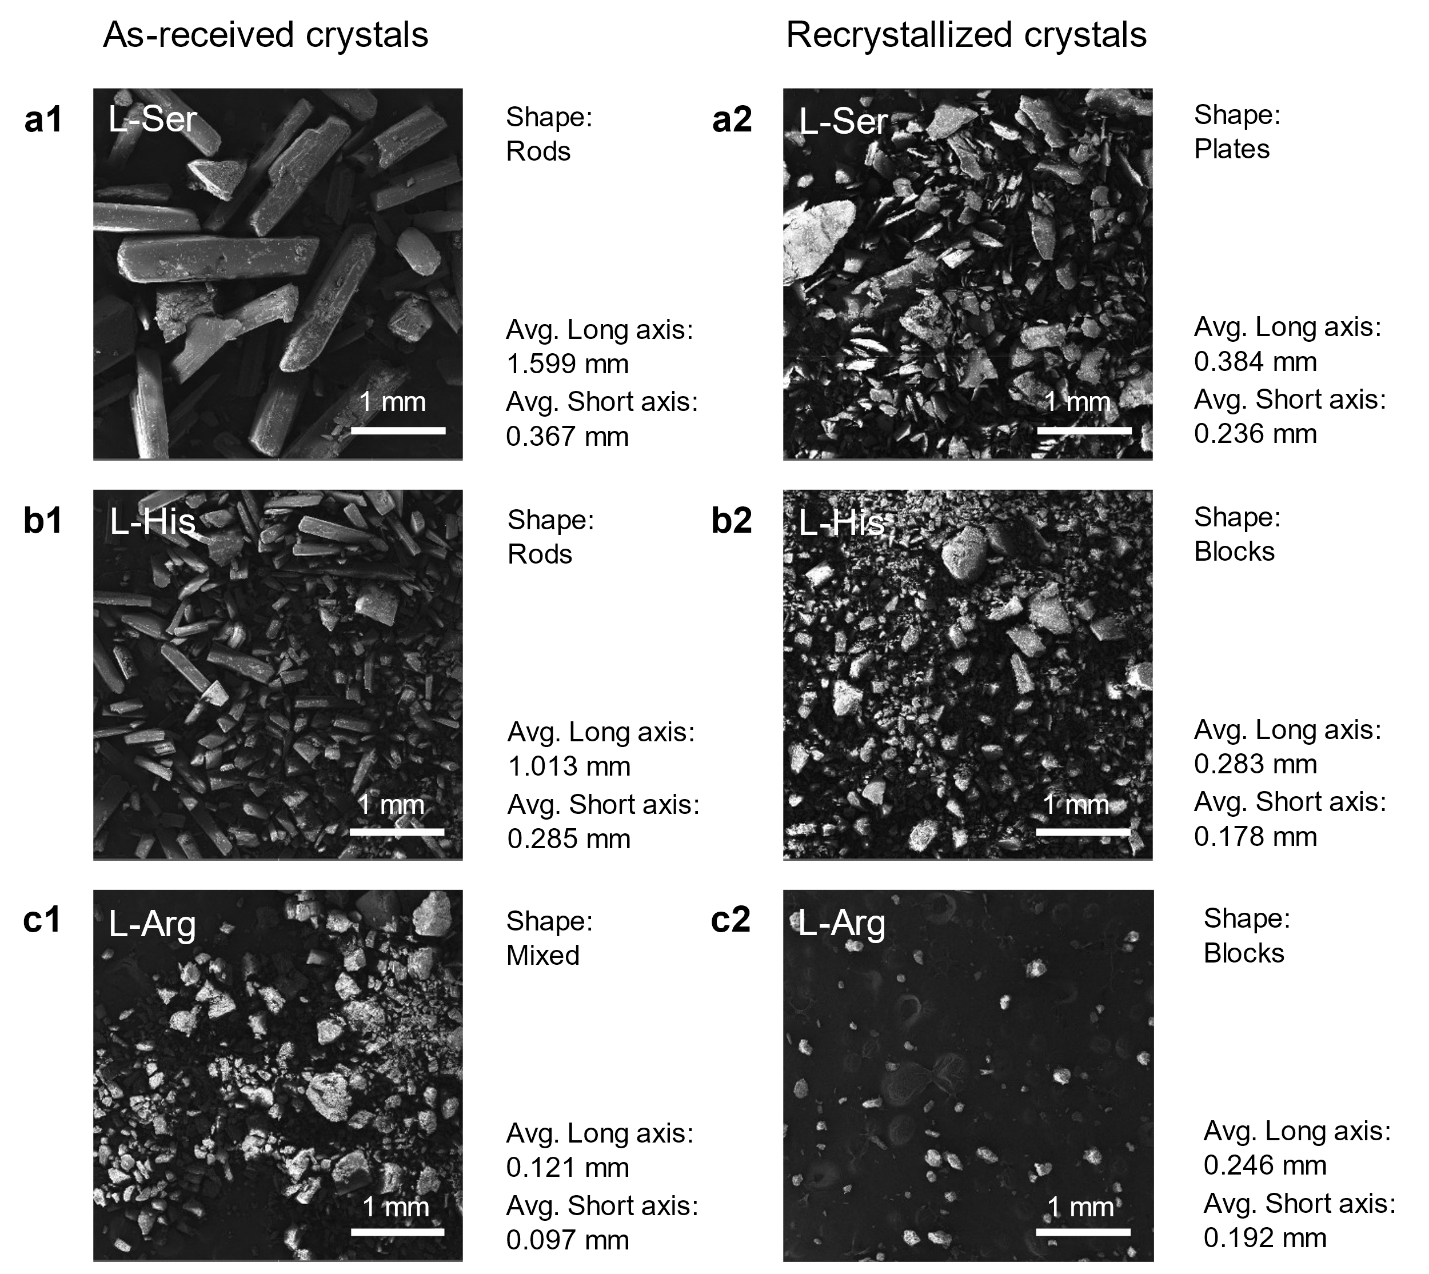 As-received crystals
Recrystallized crystals
a1
L-Ser
1 mm
Shape:
Rods
Avg. Long axis:
1.599 mm
Avg. Short axis:
0.367 mm
a2
L-Ser
1 mm
Shape:
Plates
Avg. Long axis:
0.384 mm
Avg. Short axis:
0.236 mm
b1
L-His
1 mm
Shape:
Rods
Avg. Long axis:
1.013 mm
Avg. Short axis:
0.285 mm
b2
L-His
1 mm
Shape:
Blocks
Avg. Long axis:
0.283 mm
Avg. Short axis:
0.178 mm
c1
L-Arg
1 mm
Shape:
Mixed
Avg. Long axis:
0.121 mm
Avg. Short axis:
0.097 mm
c2
L-Arg
1 mm
Shape:
Blocks
Avg. Long axis:
0.246 mm
Avg. Short axis:
0.192 mm